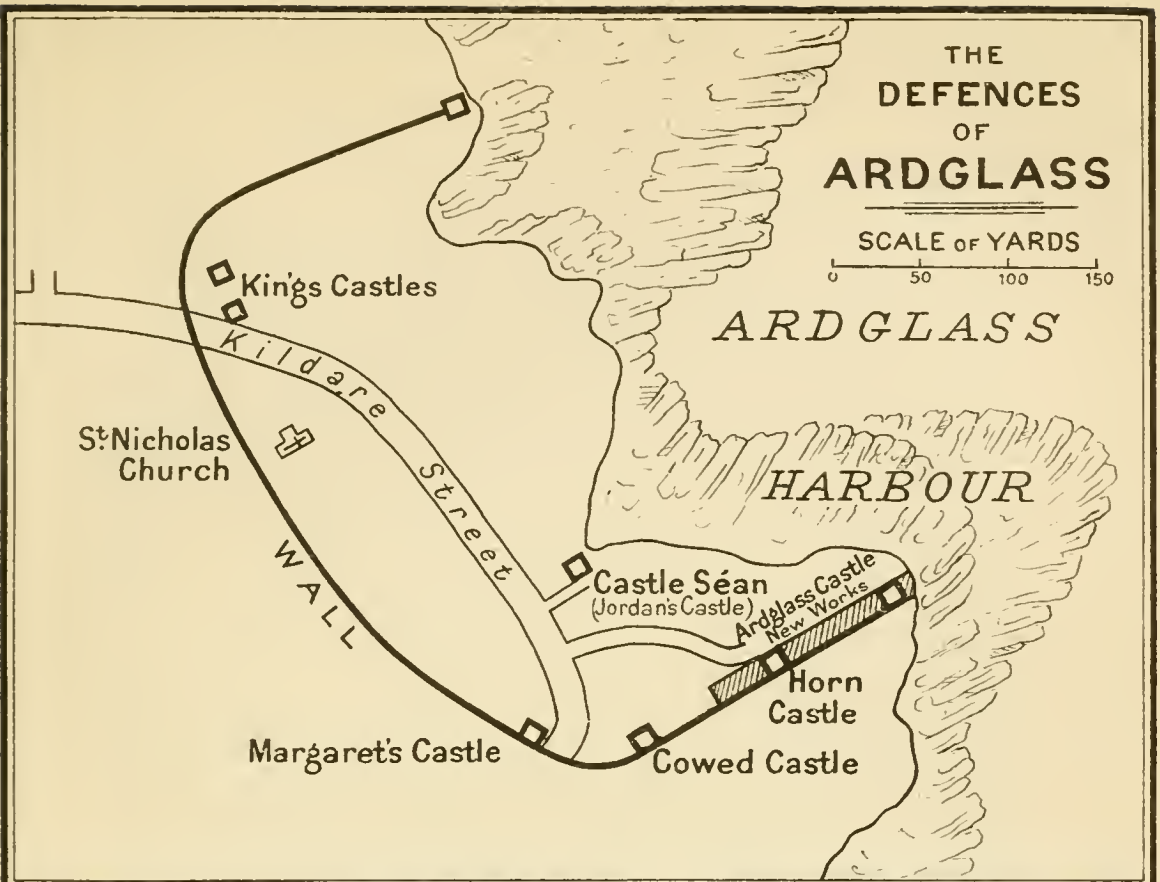 THE
DEFENCES
OF
ARDGLASS
SCALE OF YARDS
0 50 100 150
ARDGLASS
HARBOUR
King's Castles
Kildare Street
St. Nicholas
Church
WALL
Castle Séan
(Jordan's Castle)
Ardglass Castle
New Works
Horn
Castle
Margaret's Castle
Cowed Castle